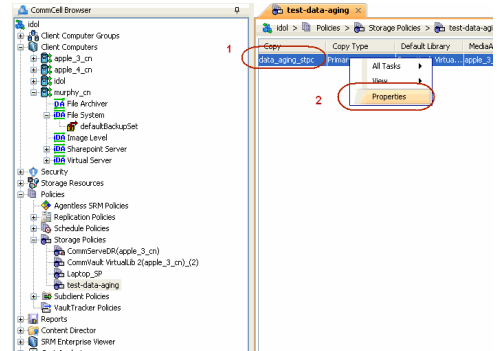 CommCell Browser
idol
Client Computer Groups
Client Computers
apple_3_cn
apple_4_cn
idol
murphy_cn
File Archiver
File System
defaultBackupSet
Image Level
Sharepoint Server
Virtual Server
Security
Storage Resources
Policies
Agentless SRM Policies
Replication Policies
Schedule Policies
Storage Policies
CommServeDR(apple_3_cn)
CommVault VirtualLib 2(apple_3_cn)_(2)
Laptop_SP
test-data-aging
Subclient Policies
VaultTracker Policies
Reports
Content Director
SRM Enterprise Viewer
test-data-aging
idol > Policies > Storage Policies > test-data-agi
Copy Copy Type Default Library MediaA
1
data_aging_stpc Primar Virtua... apple_3_
All Tasks
View
Properties
2